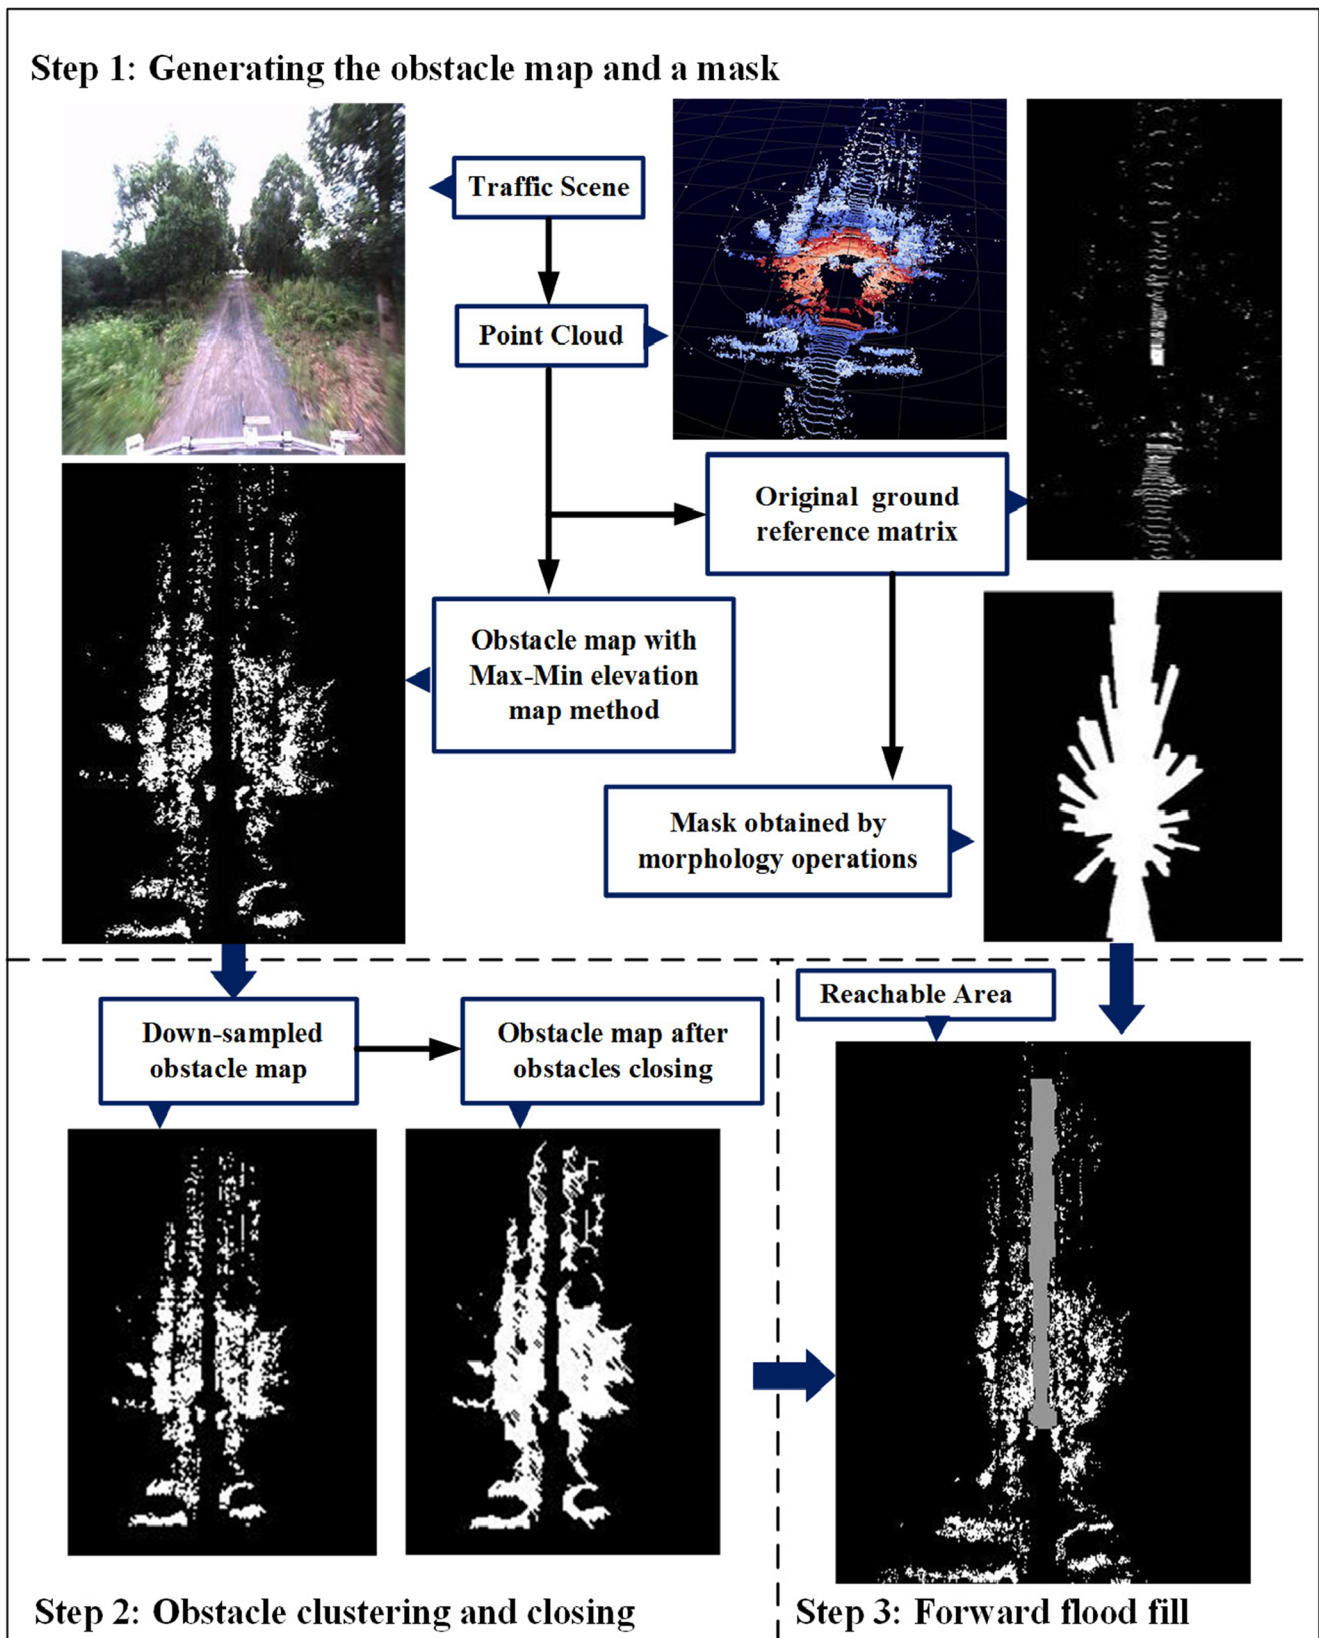 Step 1: Generating the obstacle map and a mask
Traffic Scene
Point Cloud
Original ground
reference matrix
Obstacle map with
Max-Min elevation
map method
Mask obtained by
morphology operations
Down-sampled
obstacle map
Obstacle map after
obstacles closing
Step 2: Obstacle clustering and closing
Reachable Area
Step 3: Forward flood fill